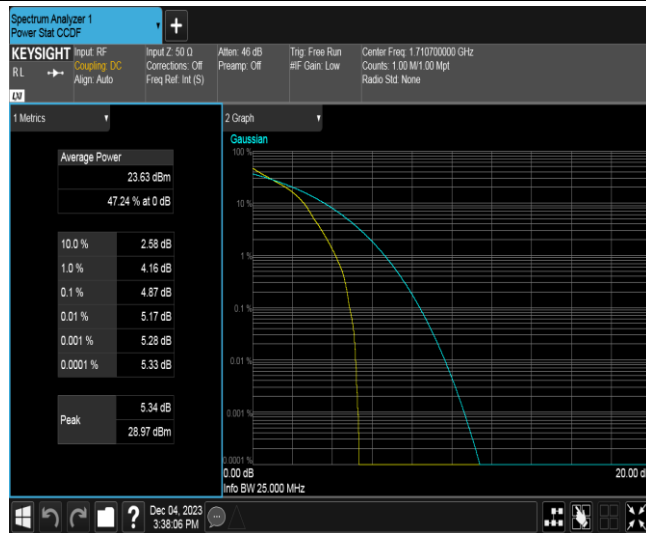 Spectrum Analyzer 1
Power Stat CCDF
+
KEYSIGHT
RL
LXI
Input: RF
Coupling: DC
Align: Auto
Input Z: 50 Ω
Corrections: Off
Freq Ref: Int (S)
Atten: 46 dB
Preamp: Off
Trig: Free Run
#IF Gain: Low
Center Freq: 1.710700000 GHz
Counts: 1.00 M/1.00 Mpt
Radio Std: None
1 Metrics
Average Power
23.63 dBm
47.24 % at 0 dB
10.0 % 2.58 dB
1.0 % 4.16 dB
0.1 % 4.87 dB
0.01 % 5.17 dB
0.001 % 5.28 dB
0.0001 % 5.33 dB
Peak
5.34 dB
28.97 dBm
2 Graph
Gaussian
100 %
10 %
1 %
0.1 %
0.01 %
0.001 %
0.0001 %
0.00 dB
20.00 d
Info BW 25.000 MHz
?
Dec 04, 2023
3:38:06 PM